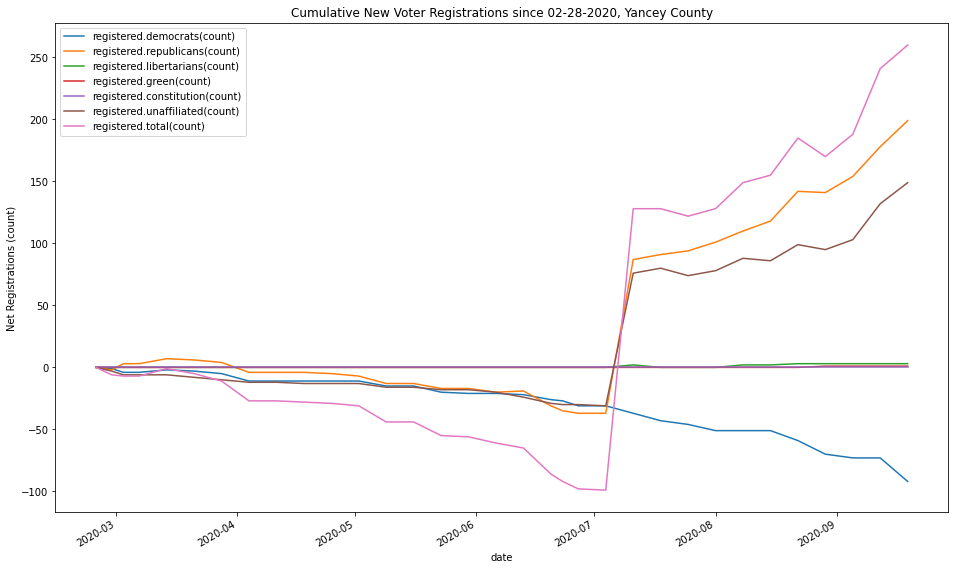 Cumulative New Voter Registrations since 02-28-2020, Yancey County
registered.democrats(count)
registered.republicans(count)
registered.libertarians(count)
registered.green(count)
registered.constitution(count)
registered.unaffiliated(count)
registered.total(count)
Net Registrations (count)
250
200
150
100
50
0
−50
−100
2020-03
2020-04
2020-05
2020-06
2020-07
2020-08
2020-09
date